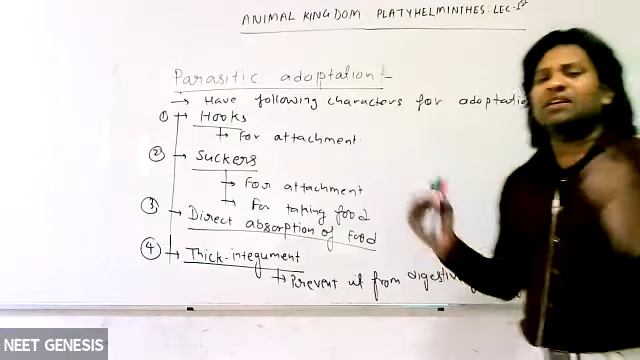 ANIMAL KINGDOM PLATYHELMINTHES: LEC-1st
Parasitic adoptation:-
→ Have following characters for adoptatio
① → Hooks
→ For attachment
② → Suckers
→ For attachment
→ For taking food
③ → Direct absorption of food
④ → Thick-integument
→ Prevent it from digestive
NEET GENESIS